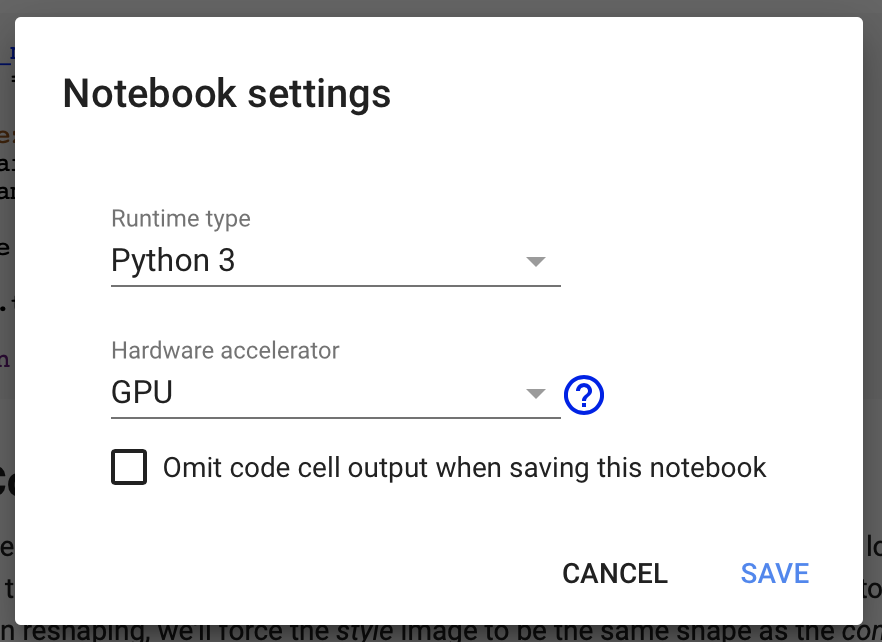 Notebook settings
Runtime type
Python 3
Hardware accelerator
GPU
?
Omit code cell output when saving this notebook
CANCEL
SAVE
n reshaping, we'll force the style image to be the same shape as the con